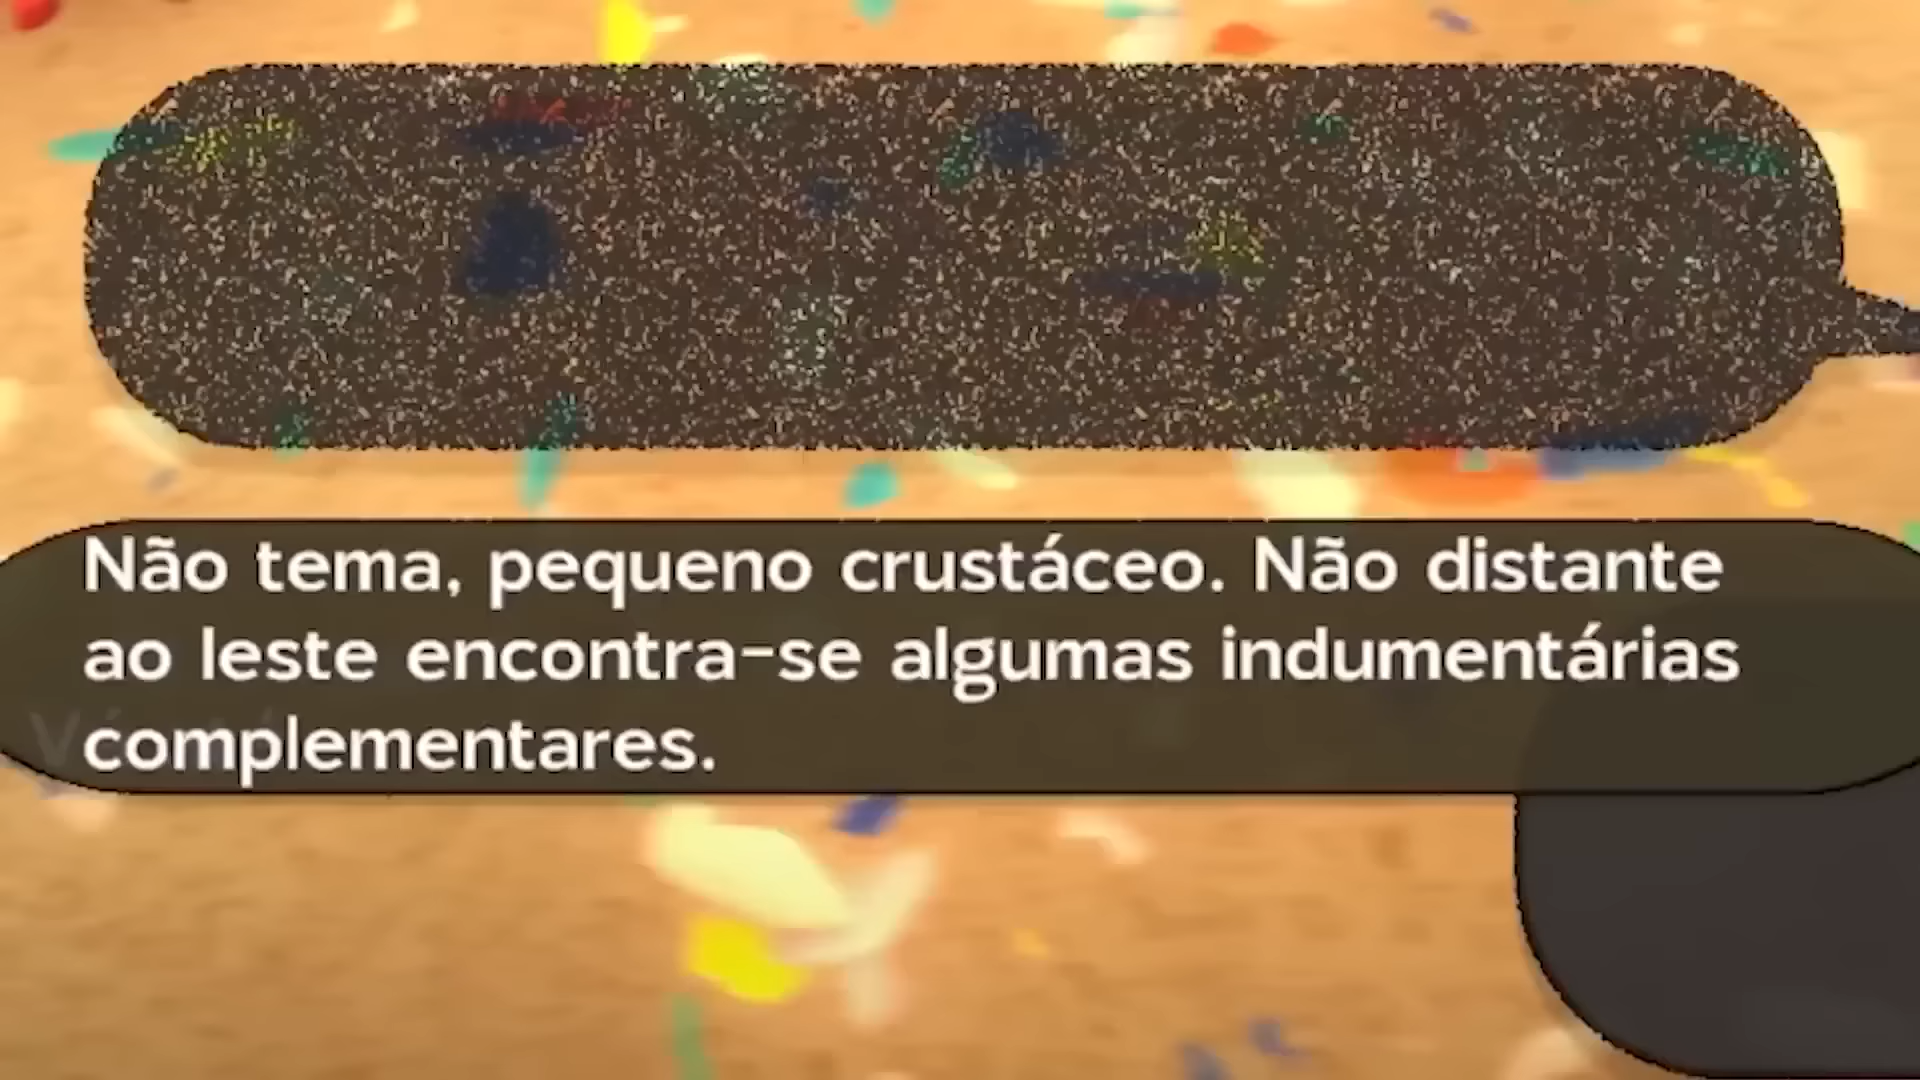 Não tema, pequeno crustáceo. Não distante
ao leste encontra-se algumas indumentárias
complementares.